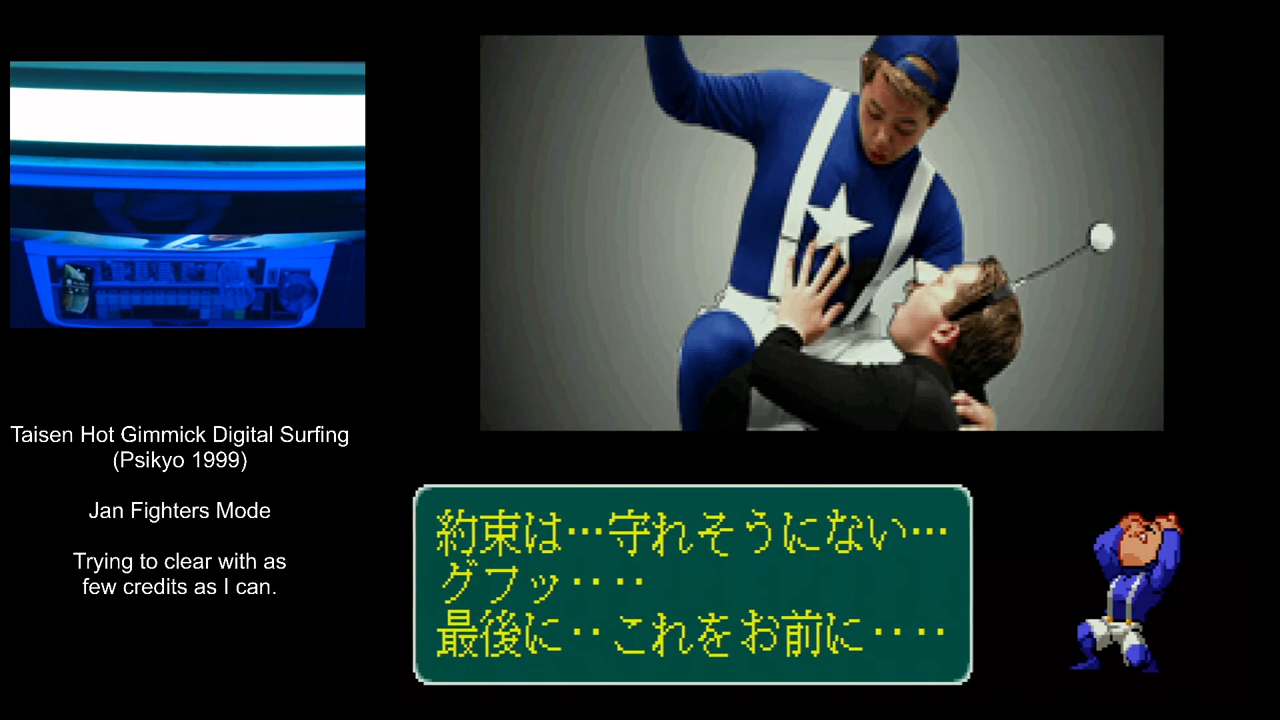 Taisen Hot Gimmick Digital Surfing
(Psikyo 1999)
Jan Fighters Mode
Trying to clear with as
few credits as I can.
約束は…守れそうにない…
グフッ‥‥
最後に‥これをお前に‥‥